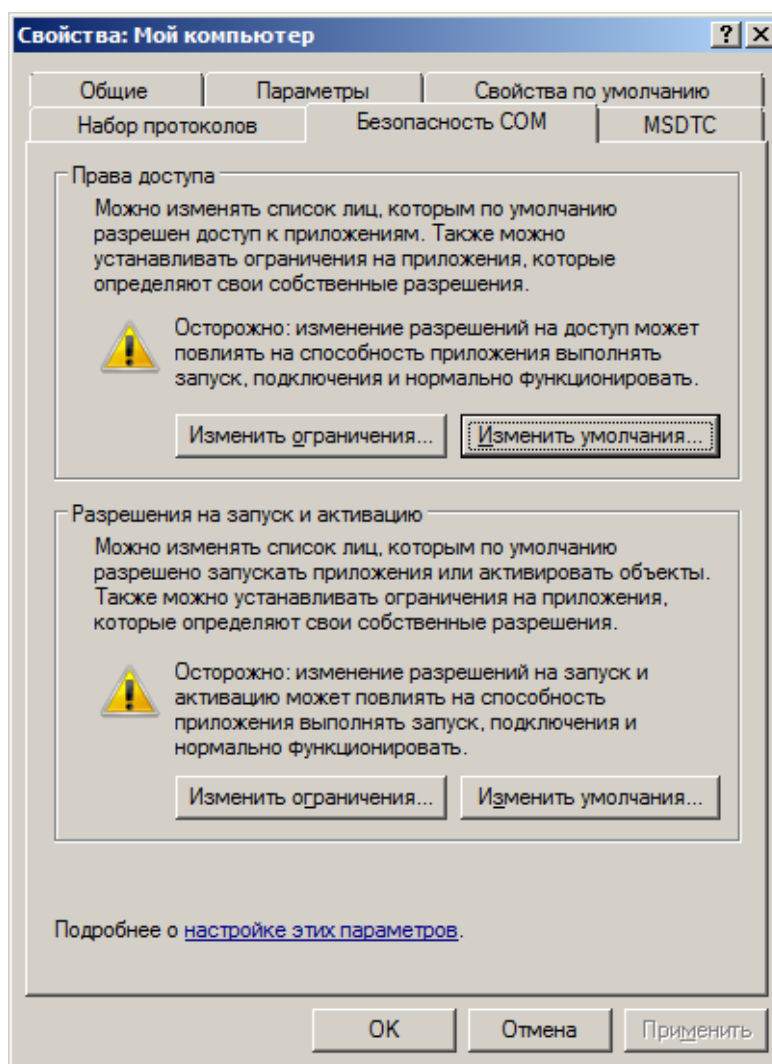 Свойства: Мой компьютер
Общие Параметры Свойства по умолчанию
Набор протоколов Безопасность COM MSDTC
Права доступа
Можно изменять список лиц, которым по умолчанию
разрешен доступ к приложениям. Также можно
устанавливать ограничения на приложения, которые
определяют свои собственные разрешения.
Осторожно: изменение разрешений на доступ может
повлиять на способность приложения выполнять
запуск, подключения и нормально функционировать.
Изменить ограничения... Изменить умолчания...
Разрешения на запуск и активацию
Можно изменять список лиц, которым по умолчанию
разрешено запускать приложения или активировать объекты.
Также можно устанавливать ограничения на приложения,
которые определяют свои собственные разрешения.
Осторожно: изменение разрешений на запуск и
активацию может повлиять на способность
приложения выполнять запуск, подключения и
нормально функционировать.
Изменить ограничения... Изменить умолчания...
Подробнее о настройке этих параметров.
OK Отмена Применить